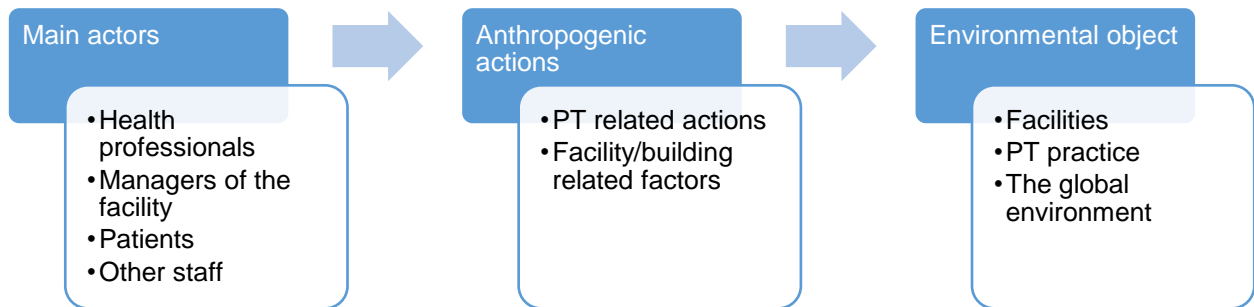 Main actors
•Health
professionals
•Managers of the
facility
•Patients
•Other staff
Anthropogenic
actions
•PT related actions
•Facility/building
related factors
Environmental object
•Facilities
•PT practice
•The global
environment